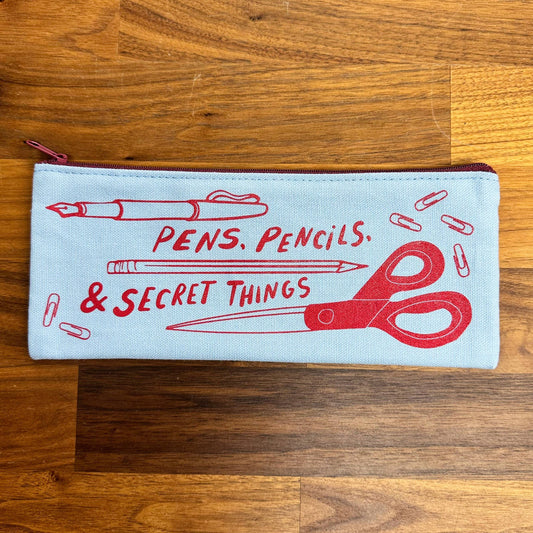 PENS, PENCILS,
& SECRET THINGS